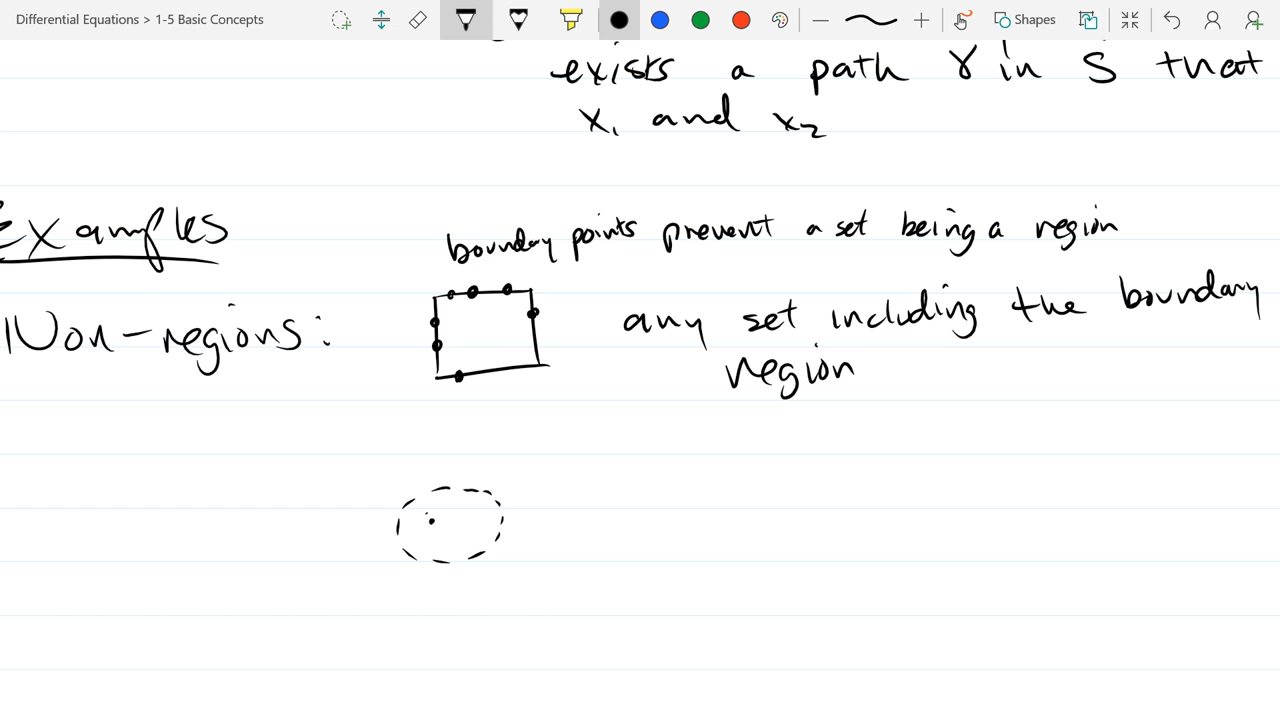 Differential Equations > 1-5 Basic Concepts
Shapes
exists a path γ in S that
x₁ and x₂
Examples
boundary points prevent a set being a region
Non-regions:
any set including the boundary
region